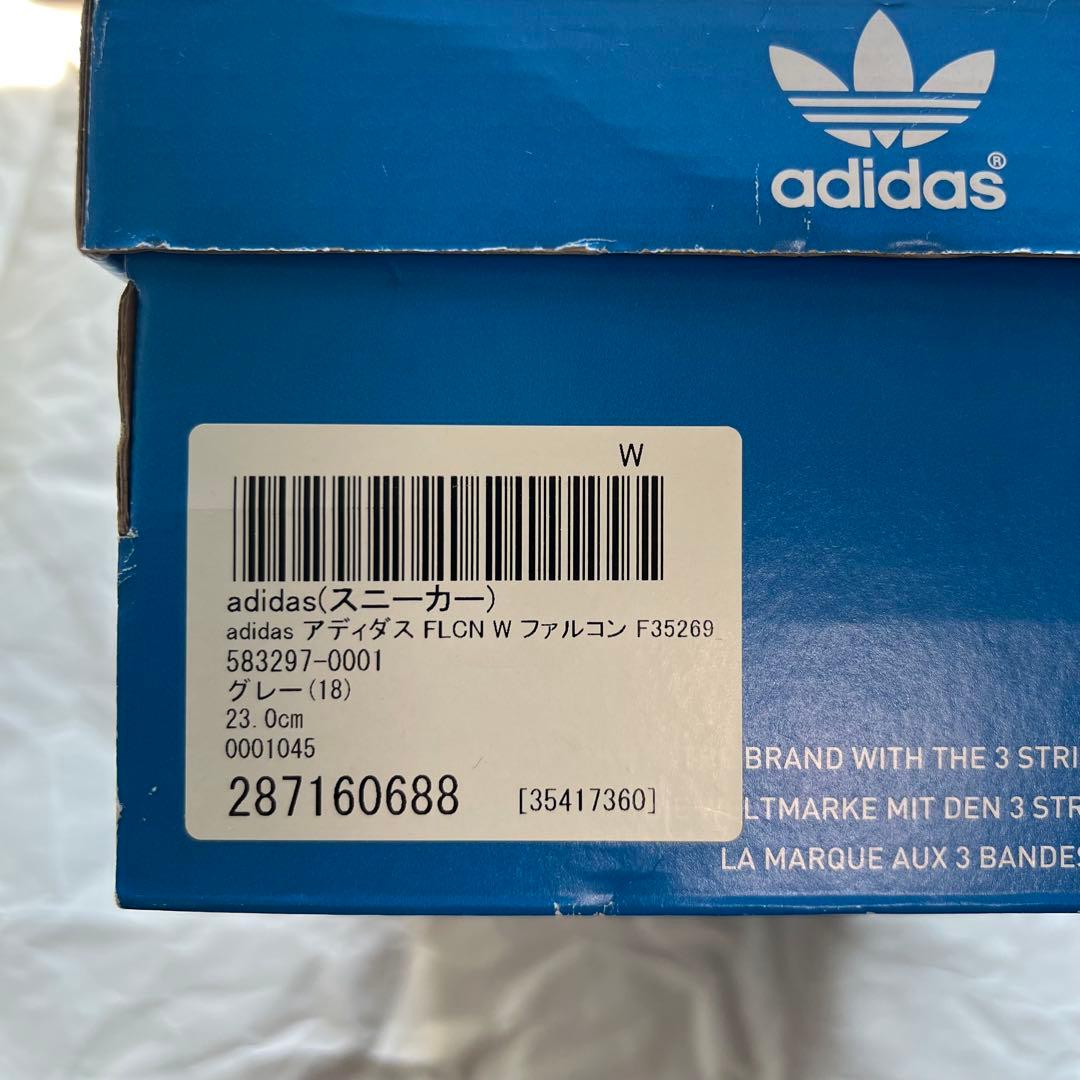 adidas®
W
adidas(スニーカー)
adidas アディダス FLCN W ファルコン F35269
583297-0001
グレー(18)
23.0cm
0001045
287160688 [35417360]
BRAND WITH THE 3 STRI
LTMARKE MIT DEN 3 STR
LA MARQUE AUX 3 BANDES